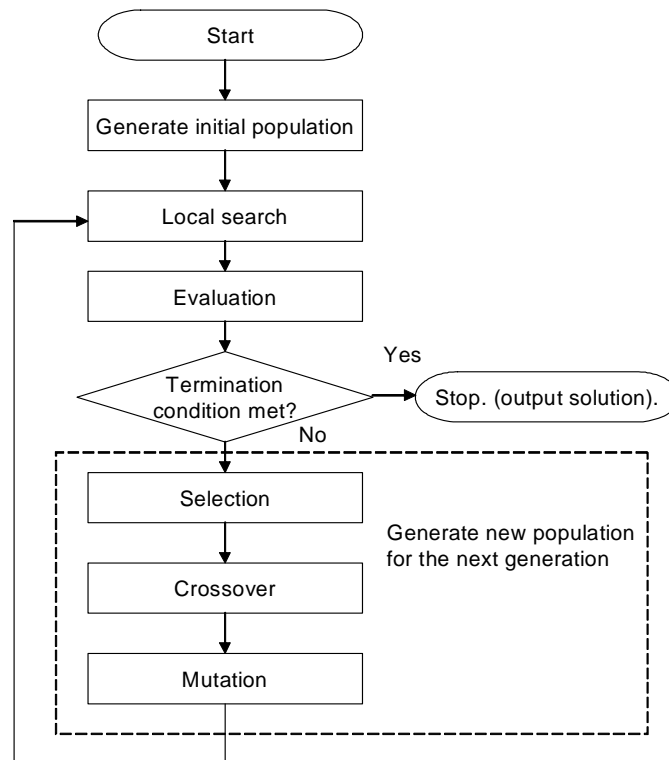 Start
Generate initial population
Local search
Evaluation
Yes
Termination
condition met?
Stop. (output solution).
No
Selection
Generate new population
for the next generation
Crossover
Mutation